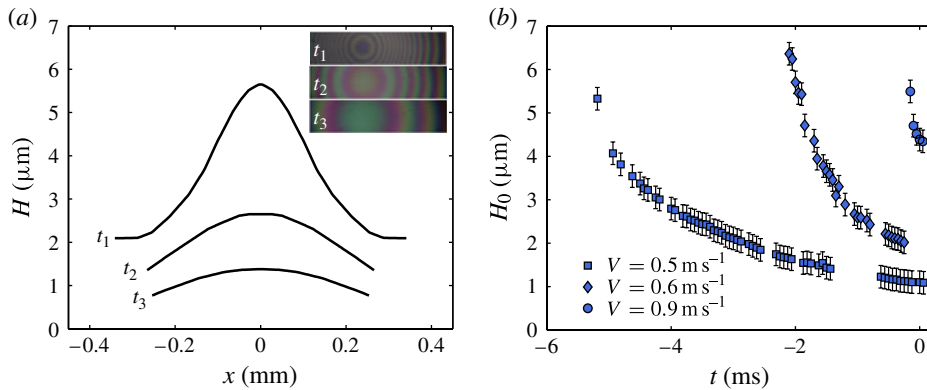 (a)
7
6
5
4
3
2
1
0
H (μm)
−0.4
−0.2
0
0.2
0.4
x (mm)
t1
t2
t3
t1
t2
t3
(b)
7
6
5
4
3
2
1
0
H0 (μm)
−6
−4
−2
0
t (ms)
V = 0.5 m s−1
V = 0.6 m s−1
V = 0.9 m s−1